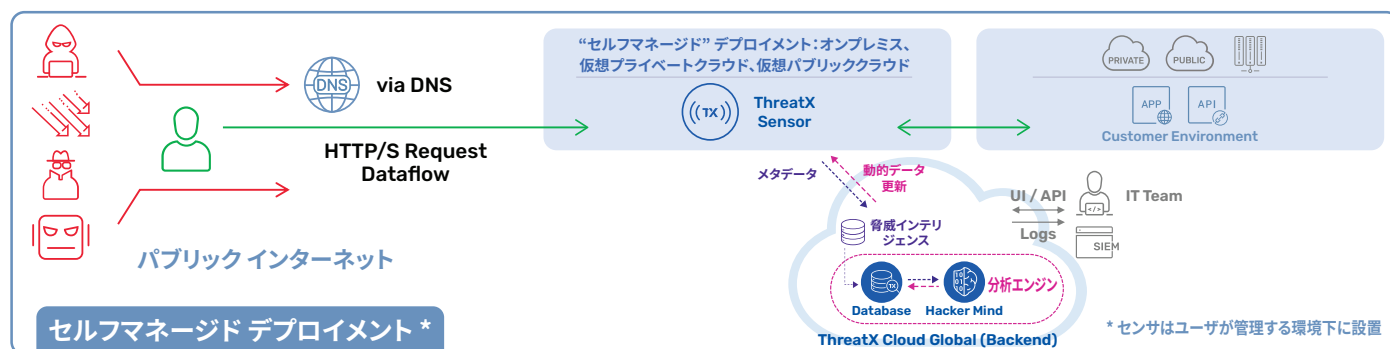 “セルフマネージド” デプロイメント：オンプレミス、
仮想プライベートクラウド、仮想パブリッククラウド
PRIVATE
PUBLIC
DNS
via DNS
TX
ThreatX
Sensor
APP
API
Customer Environment
HTTP/S Request
Dataflow
メタデータ
動的データ
更新
UI / API
Logs
IT Team
</>
SIEM
脅威インテリ
ジェンス
パブリック インターネット
TX
1 0
0 1
1 0
分析エンジン
Database
Hacker Mind
ThreatX Cloud Global (Backend)
セルフマネージド デプロイメント *
* センサはユーザが管理する環境下に設置